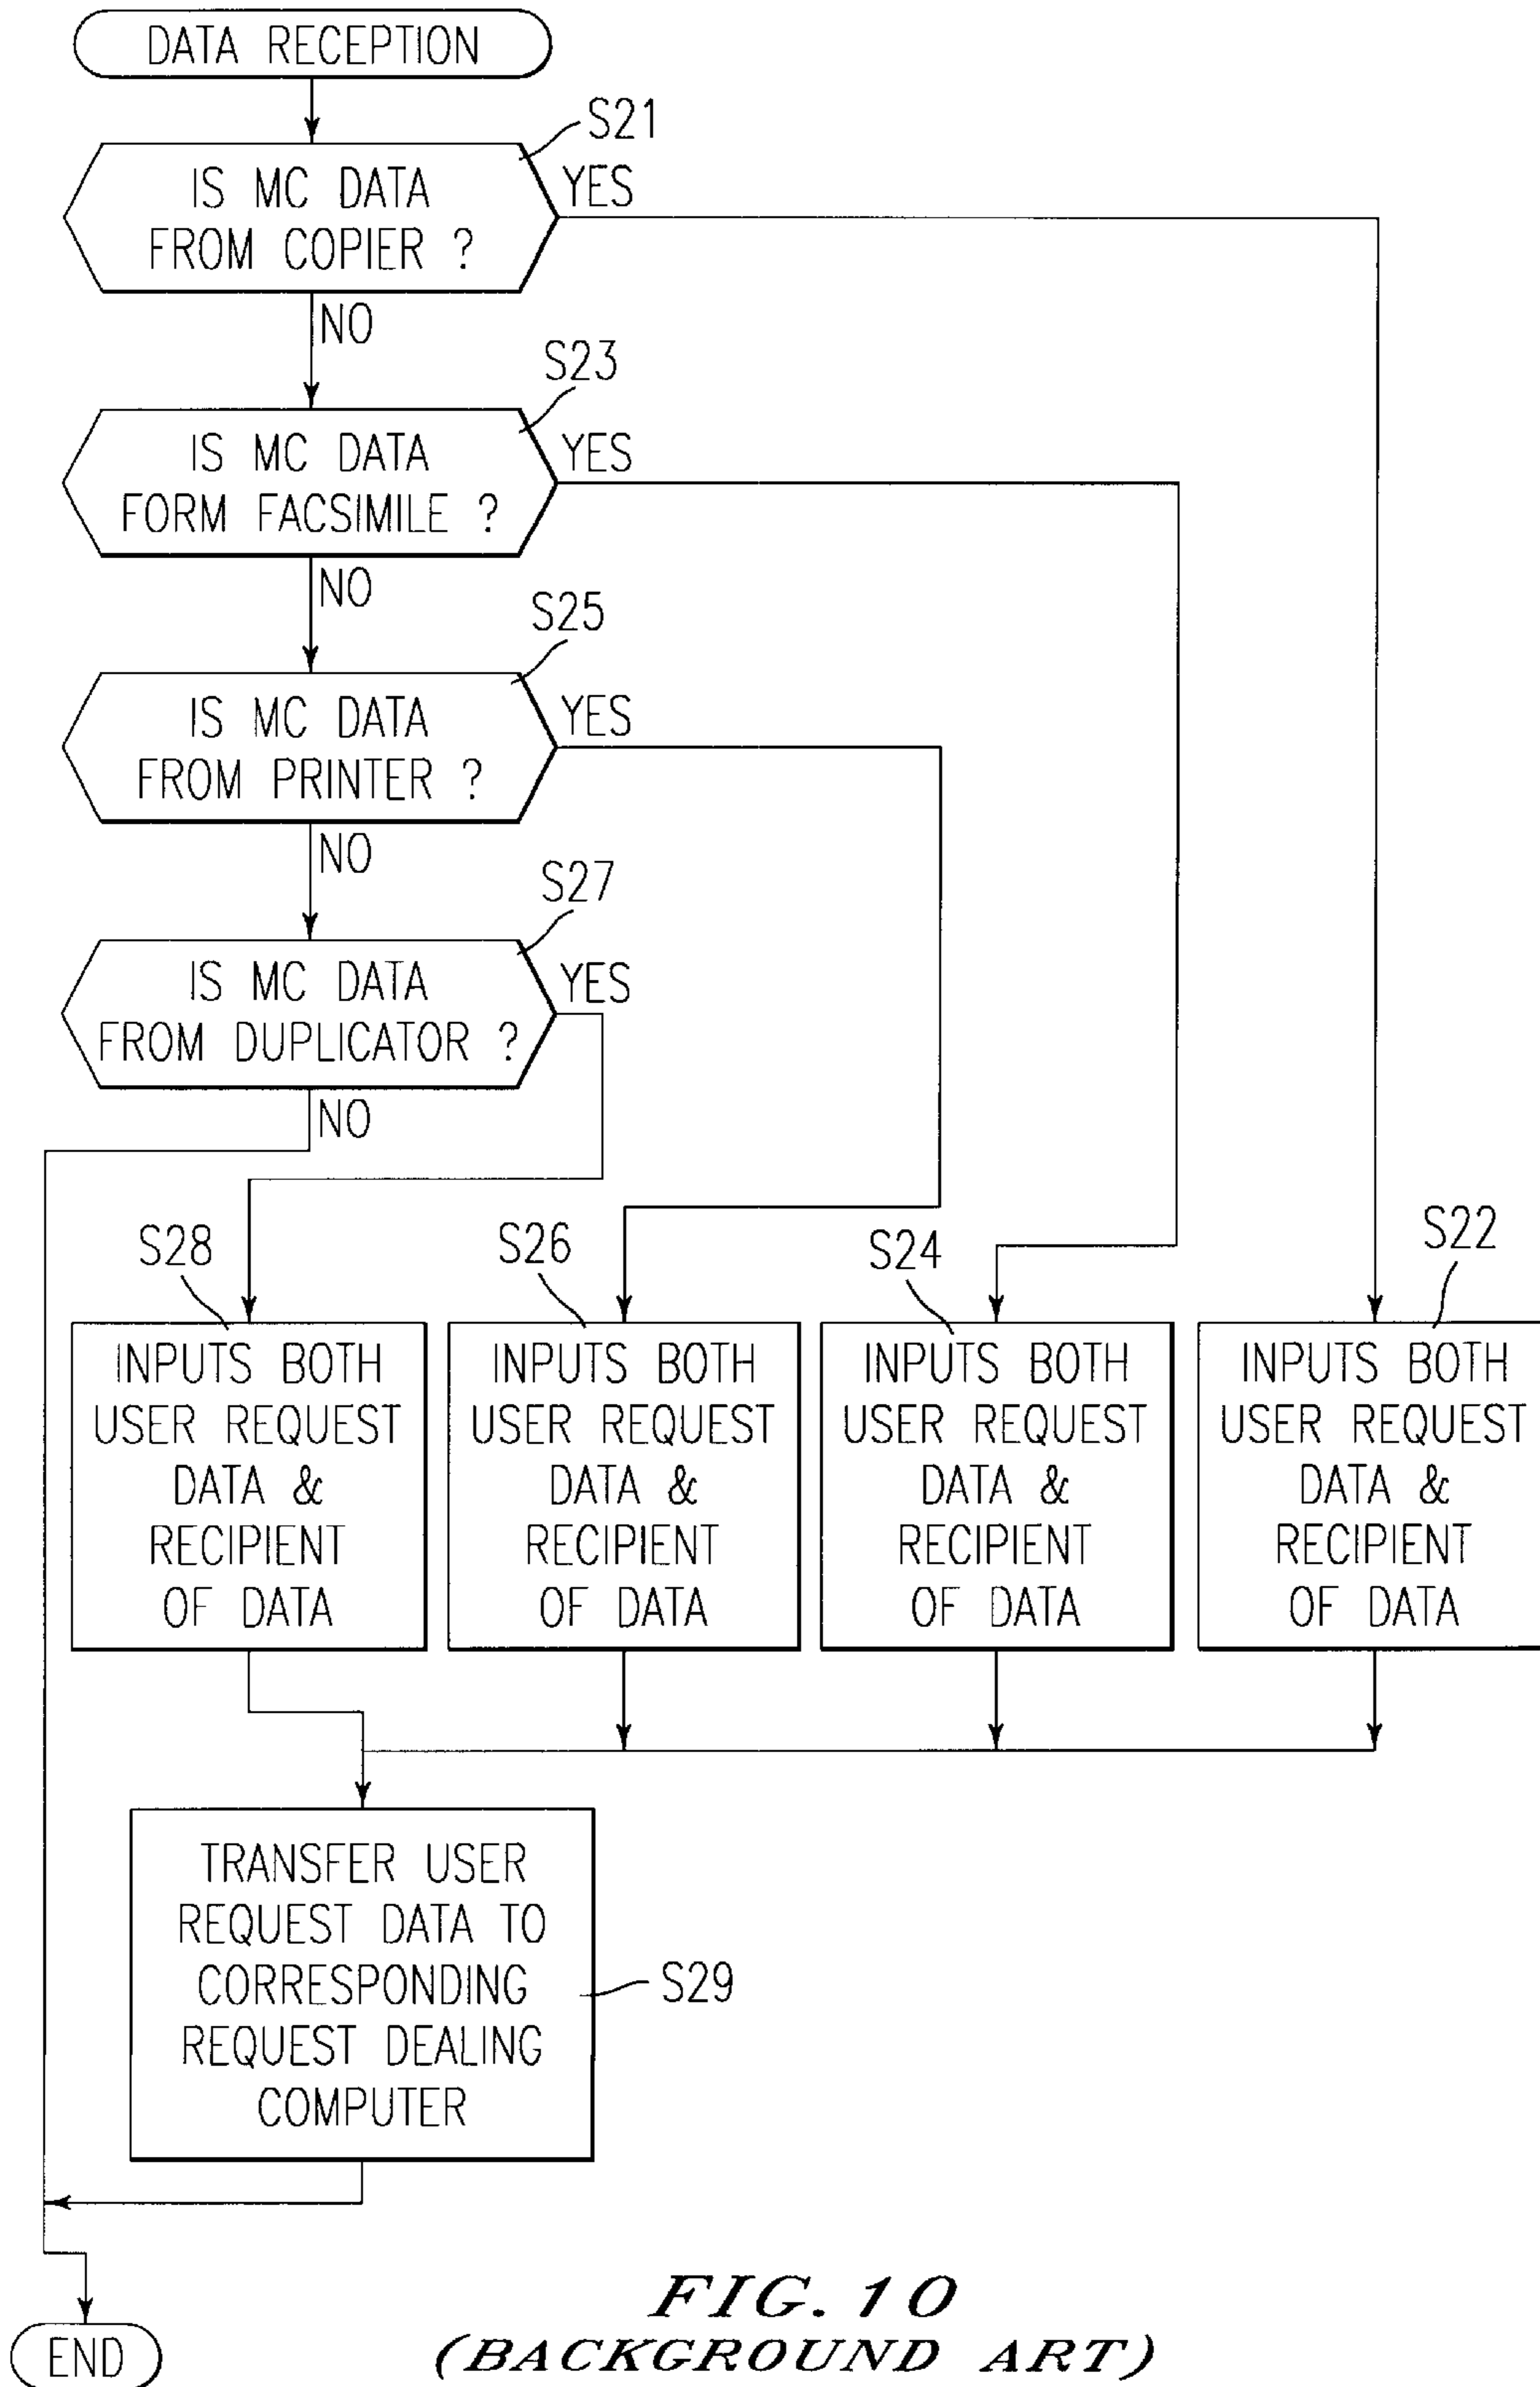 DATA RECEPTION
S21
IS MC DATA
FROM COPIER ?
YES
NO
S23
IS MC DATA
FORM FACSIMILE ?
YES
NO
S25
IS MC DATA
FROM PRINTER ?
YES
NO
S27
IS MC DATA
FROM DUPLICATOR ?
YES
NO
S28
INPUTS BOTH
USER REQUEST
DATA &
RECIPIENT
OF DATA
S26
INPUTS BOTH
USER REQUEST
DATA &
RECIPIENT
OF DATA
S24
INPUTS BOTH
USER REQUEST
DATA &
RECIPIENT
OF DATA
S22
INPUTS BOTH
USER REQUEST
DATA &
RECIPIENT
OF DATA
TRANSFER USER
REQUEST DATA TO
CORRESPONDING
REQUEST DEALING
COMPUTER
S29
END
FIG. 10
(BACKGROUND ART)